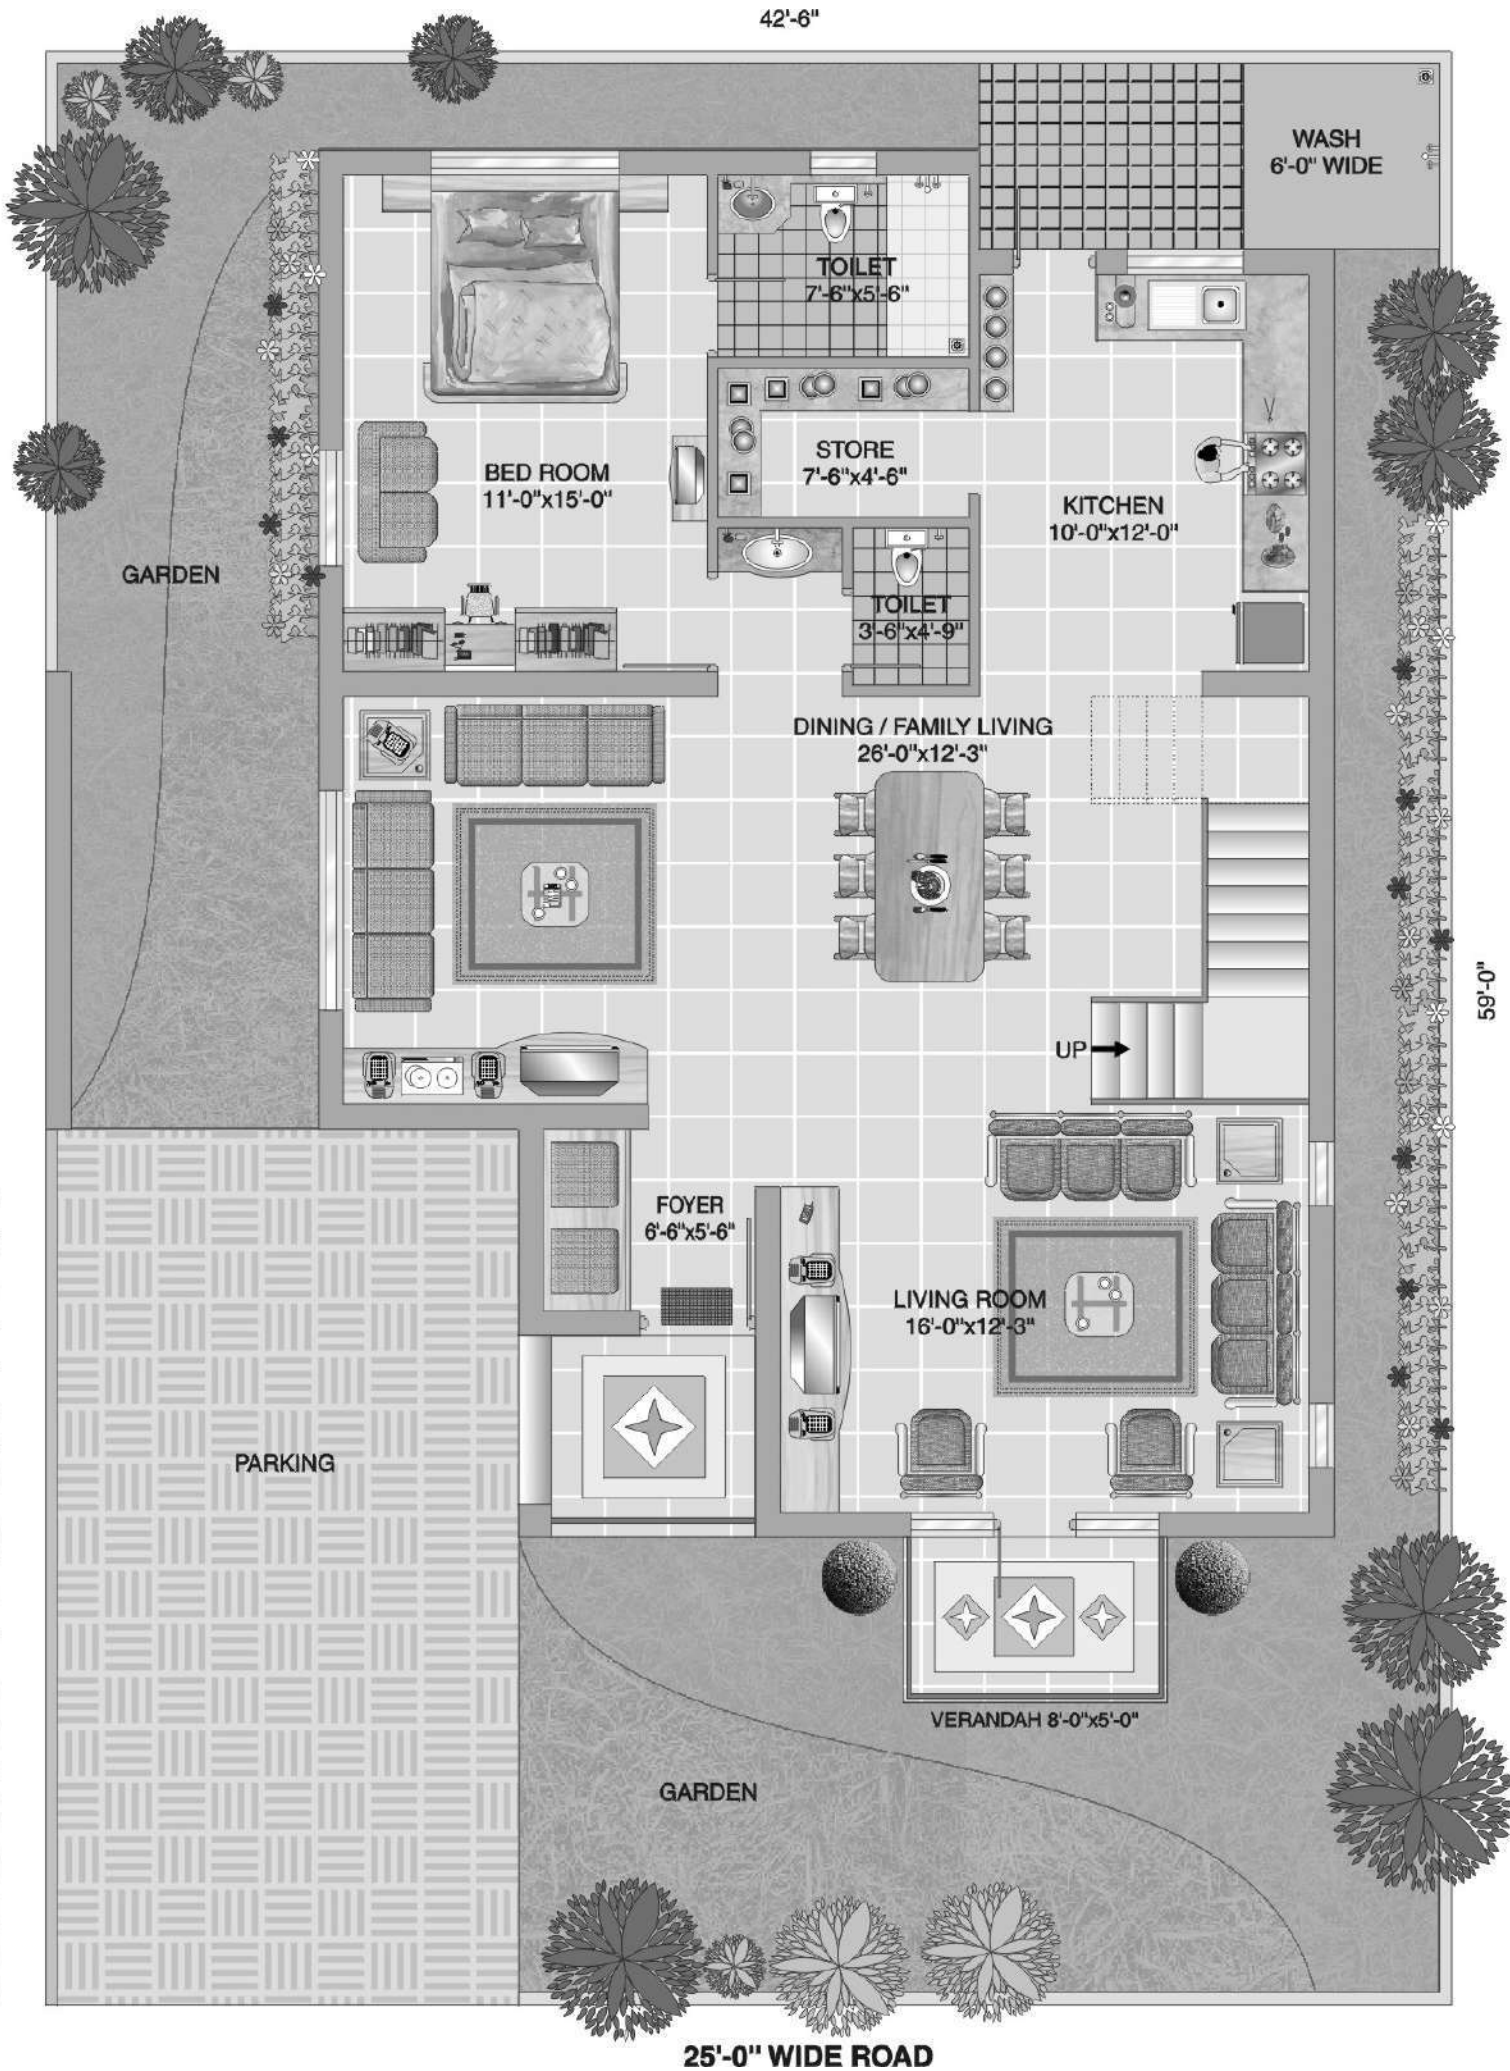 42'-6"
WASH
6'-0" WIDE
TOILET
7'-6"x5'-6"
STORE
7'-6"x4'-6"
BED ROOM
11'-0"x15'-0"
KITCHEN
10'-0"x12'-0"
GARDEN
TOILET
3'-6"x4'-9"
DINING / FAMILY LIVING
26'-0"x12'-3"
59'-0"
UP
FOYER
6'-6"x5'-6"
LIVING ROOM
16'-0"x12'-3"
PARKING
VERANDAH 8'-0"x5'-0"
GARDEN
25'-0" WIDE ROAD